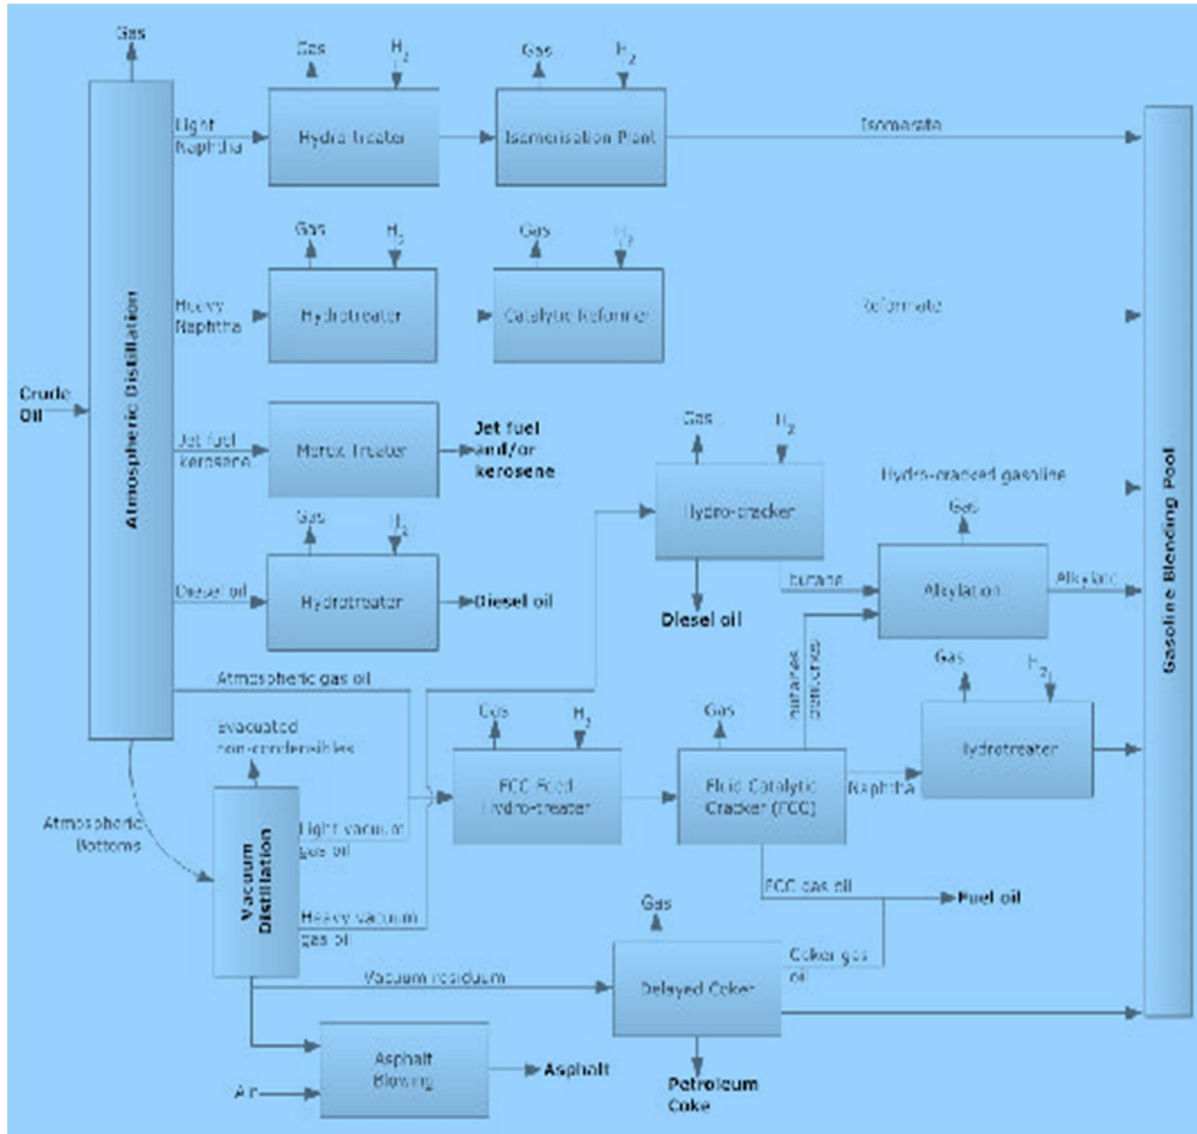 Gas
Gas
H2
Gas
H2
Light
Naphtha
Hydro treater
Isomerisation Plant
Isomerate
Gas
H2
Gas
H2
Heavy
Naphtha
Hydrotreater
Catalytic Reformer
Reformate
Atmospheric Distillation
Crude
Oil
Jet fuel
kerosene
Merox Treater
Jet fuel
and/or
kerosene
Gas
H2
Hydro-cracker
Hydro-cracked gasoline
Gasoline Blending Pool
Gas
H2
Diesel oil
Hydrotreater
Diesel oil
Diesel oil
butane
Gas
Alkylation
Alkylate
Atmospheric gas oil
butanes
pentenes
Gas
H2
Hydrotreater
Evacuated
non-condensibles
Gas
H2
FCC Feed
Hydro-treater
Gas
Fluid Catalytic
Cracker (FCC)
Naphtha
Atmospheric
Bottoms
Vacuum
Distillation
Light vacuum
gas oil
Heavy vacuum
gas oil
FCC gas oil
Fuel oil
Vacuum residuum
Gas
Delayed Coker
Coker gas
oil
Air
Asphalt
Blowing
Asphalt
Petroleum
Coke